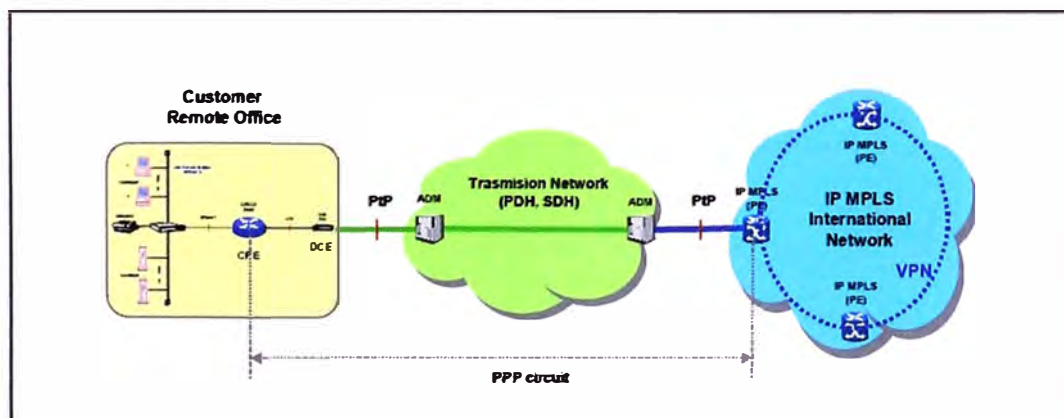 Customer
Remote Office
CPE
DCE
PtP
ADM
Trasmision Network
(PDH, SDH)
ADM
PtP
IP MPLS
(PE)
IP MPLS
(PE)
IP MPLS
International
Network
VPN
IP MPLS
(PE)
PPP circuit